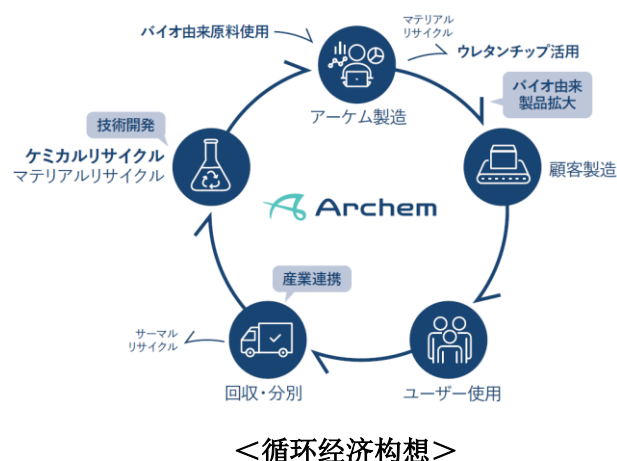 バイオ由来原料使用
マテリアル
リサイクル
ウレタンチップ活用
アーケム製造
バイオ由来
製品拡大
技術開発
ケミカルリサイクル
マテリアルリサイクル
顧客製造
Archem
産業連携
サーマル
リサイクル
回収・分別
ユーザー使用
＜循环经济构想＞